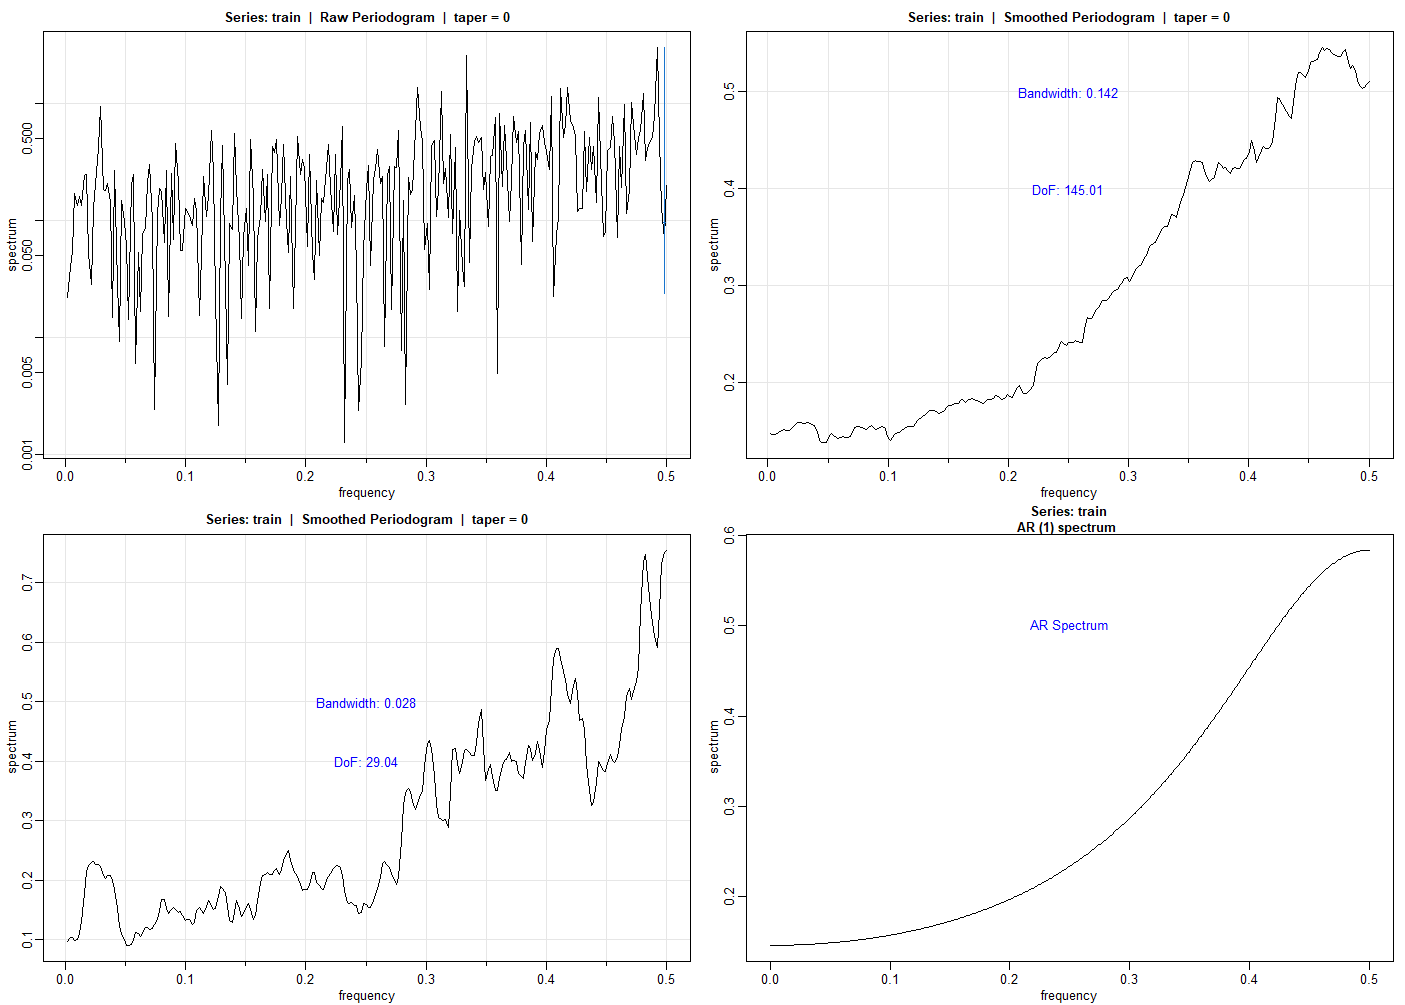 Series: train | Raw Periodogram | taper = 0
spectrum
0.001 0.005 0.050 0.500
0.0 0.1 0.2 0.3 0.4 0.5
frequency
Series: train | Smoothed Periodogram | taper = 0
Bandwidth: 0.142
DoF: 145.01
spectrum
0.2 0.3 0.4 0.5
0.0 0.1 0.2 0.3 0.4 0.5
frequency
Series: train | Smoothed Periodogram | taper = 0
Bandwidth: 0.028
DoF: 29.04
spectrum
0.1 0.2 0.3 0.4 0.5 0.6 0.7
0.0 0.1 0.2 0.3 0.4 0.5
frequency
Series: train
AR (1) spectrum
AR Spectrum
spectrum
0.2 0.3 0.4 0.5 0.6
0.0 0.1 0.2 0.3 0.4 0.5
frequency